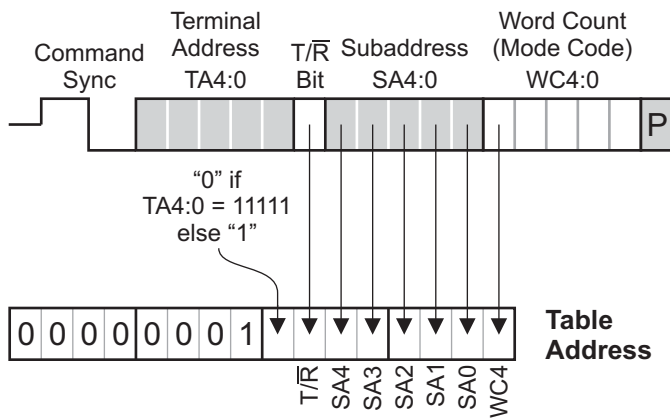 Terminal
Address
TA4:0
Command
Sync
T/R̅
Bit
Subaddress
SA4:0
Word Count
(Mode Code)
WC4:0
P
“0” if
TA4:0 = 11111
else “1”
0 0 0 0 0 0 0 1
Table
Address
T/R̅
SA4
SA3
SA2
SA1
SA0
WC4